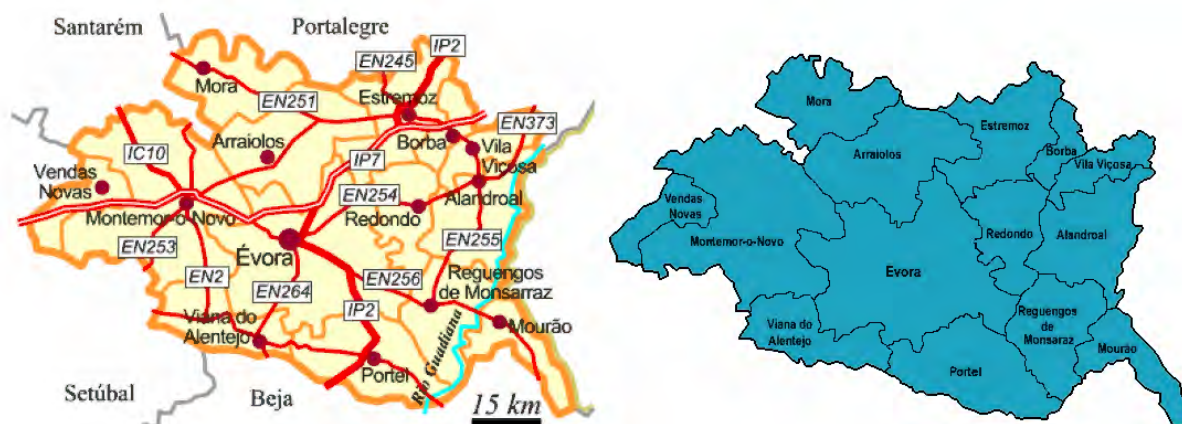 Santarém
Portalegre
IP2
EN245
Mora
EN251
Estremoz
EN373
Arraiolos
Borba
Vila
Viçosa
IC10
IP7
Vendas
Novas
EN254
Alandroal
Montemor-o-Novo
Redondo
EN253
Évora
EN255
EN2
EN264
EN256
Reguengos
de Monsarraz
IP2
Viana do
Alentejo
Mourão
Portel
Rio Guadiana
Setúbal
Beja
15 km
Mora
Estremoz
Arraiolos
Borba
Vila Viçosa
Vendas
Novas
Montemor-o-Novo
Redondo
Alandroal
Evora
Reguengos
de
Monsaraz
Viana do
Alentejo
Mourão
Portel